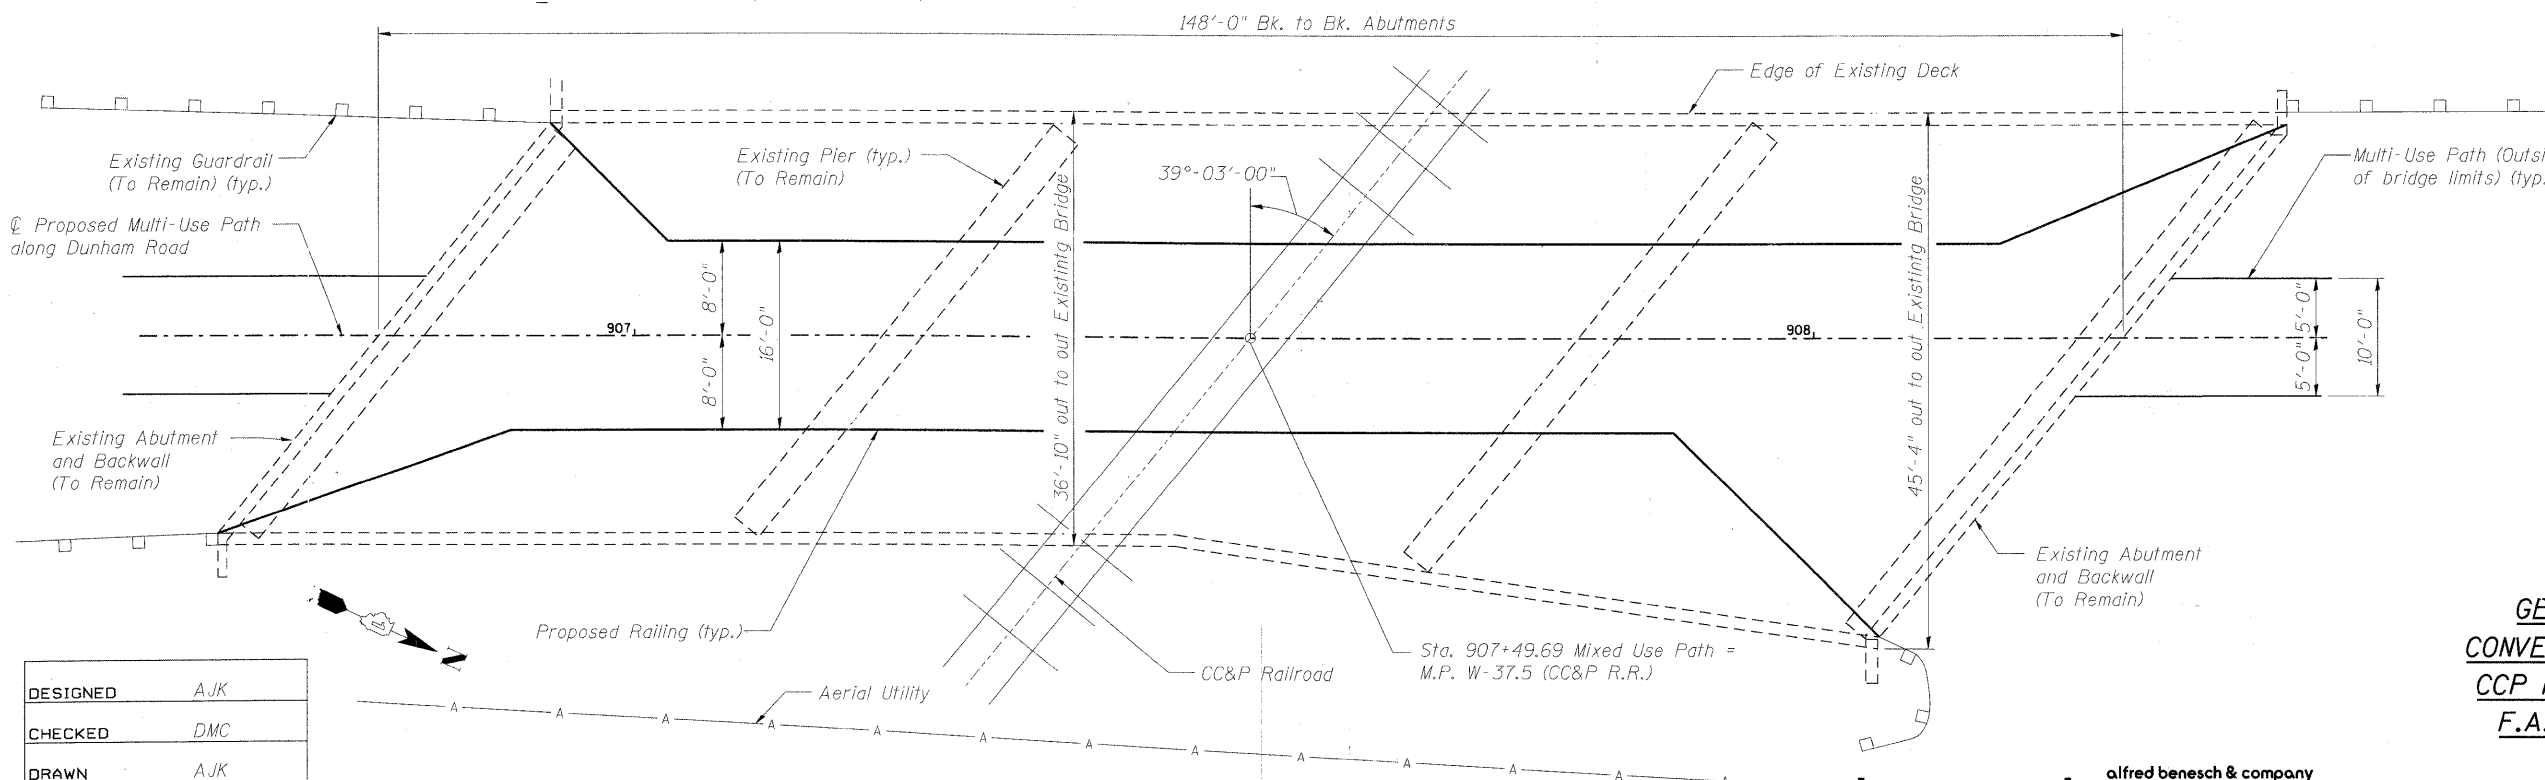 148'-0" Bk. to Bk. Abutments
Edge of Existing Deck
Existing Guardrail
(To Remain) (typ.)
Existing Pier (typ.)
(To Remain)
39°-03'-00"
Multi-Use Path (Outsi
of bridge limits) (typ.
℄ Proposed Multi-Use Path
along Dunham Road
36'-10" out to out Existintg Bridge
45'-4" out to out Existing Bridge
8'-0"
16'-0"
8'-0"
907
908
5'-0"
5'-0"
10'-0"
Existing Abutment
and Backwall
(To Remain)
Existing Abutment
and Backwall
(To Remain)
Proposed Railing (typ.)
Sta. 907+49.69 Mixed Use Path =
M.P. W-37.5 (CC&P R.R.)
CC&P Railroad
Aerial Utility
A A A A A A A A A A A A
N
DESIGNED AJK
CHECKED DMC
DRAWN AJK
GE
CONVE
CCP
F.A.
alfred benesch & company